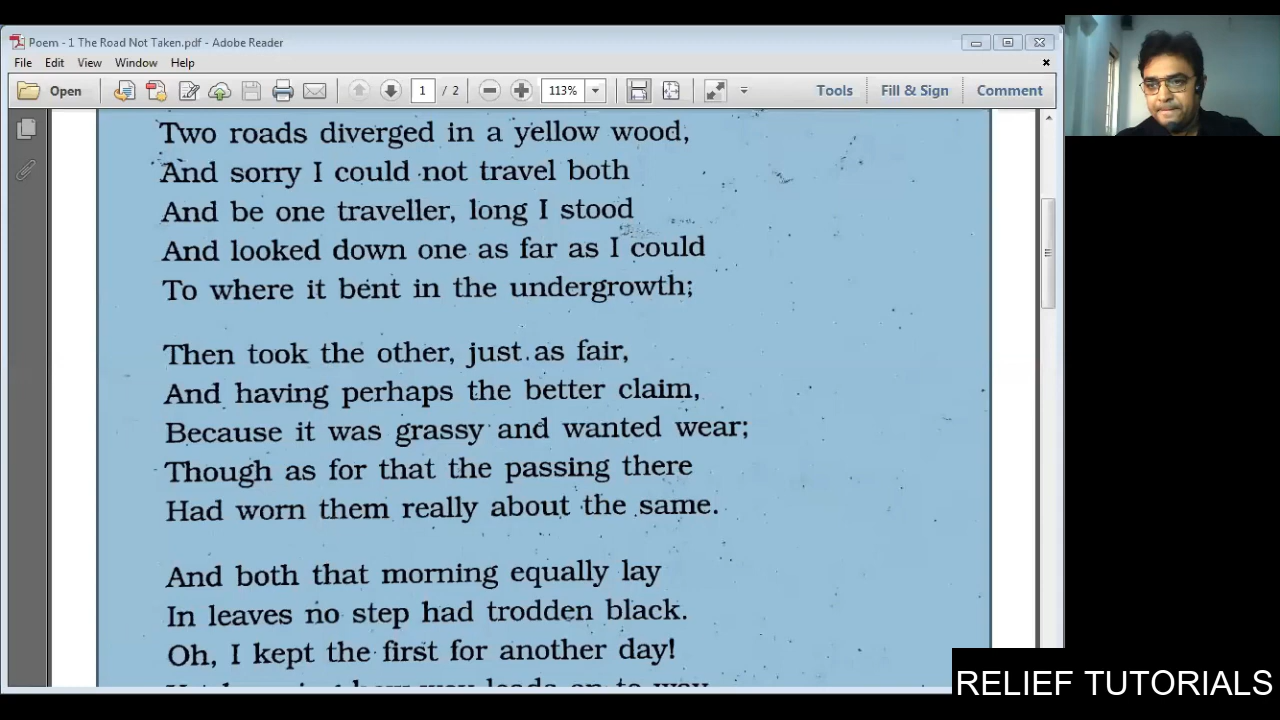 Poem - 1 The Road Not Taken.pdf - Adobe Reader
File Edit View Window Help
Open 1 / 2 113% Tools Fill & Sign Comment
Two roads diverged in a yellow wood,
And sorry I could not travel both
And be one traveller, long I stood
And looked down one as far as I could
To where it bent in the undergrowth;
Then took the other, just as fair,
And having perhaps the better claim,
Because it was grassy and wanted wear;
Though as for that the passing there
Had worn them really about the same.
And both that morning equally lay
In leaves no step had trodden black.
Oh, I kept the first for another day!
RELIEF TUTORIALS